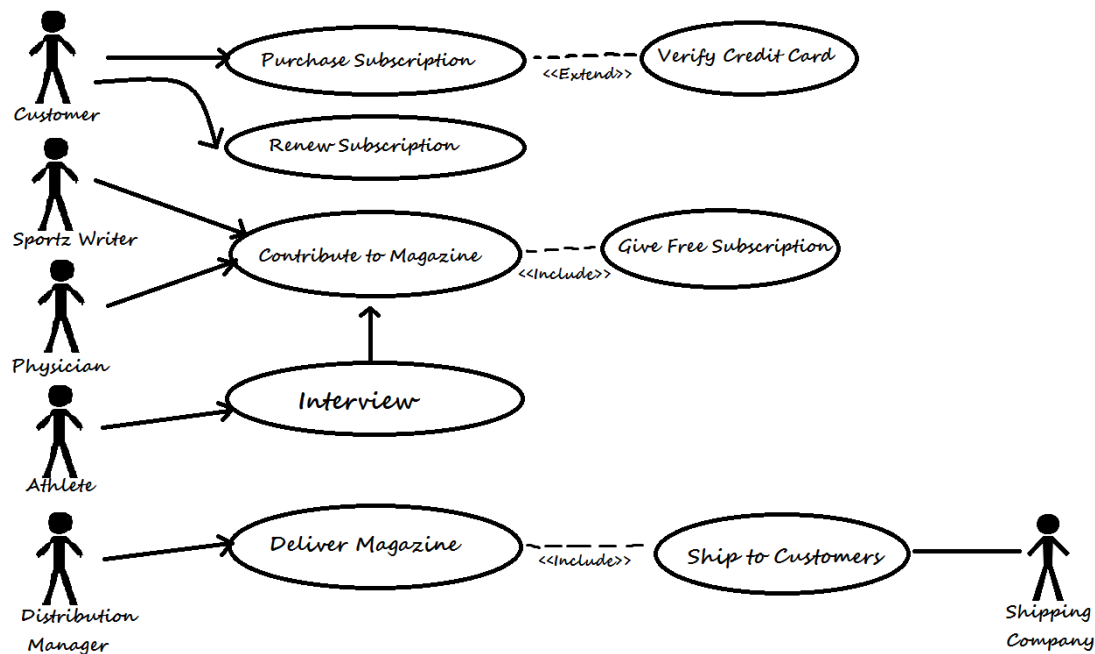 Customer
Purchase Subscription
<<Extend>>
Verify Credit Card
Renew Subscription
Sportz Writer
Contribute to Magazine
<<Include>>
Give Free Subscription
Physician
Interview
Athlete
Deliver Magazine
<<Include>>
Ship to Customers
Distribution
Manager
Shipping
Company